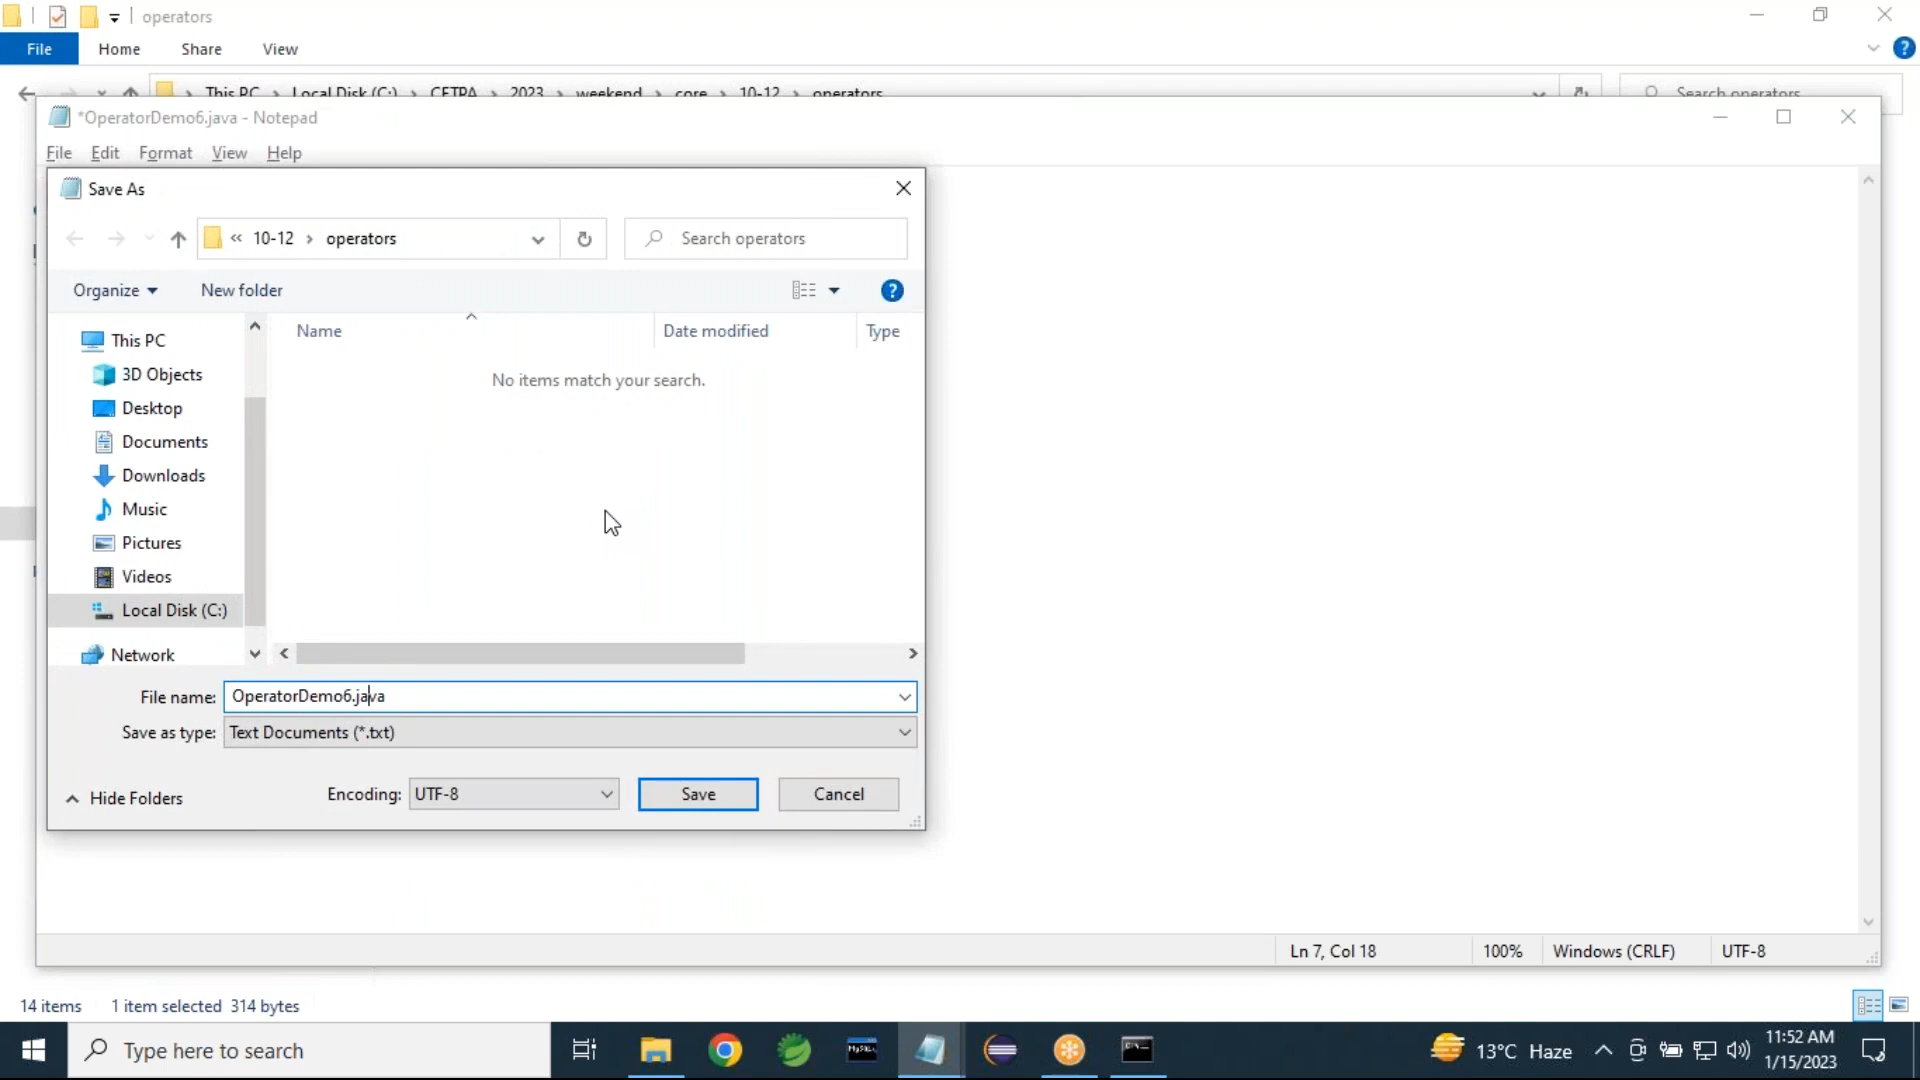 operators
File Home Share View
This PC Local Disk (C:) CETPA 2023 weekend core 10-12 operators Search operators
*OperatorDemo6.java - Notepad
File Edit Format View Help
Save As
« 10-12 operators Search operators
Organize New folder
Name Date modified Type
No items match your search.
This PC
3D Objects
Desktop
Documents
Downloads
Music
Pictures
Videos
Local Disk (C:)
Network
File name: OperatorDemo6.java
Save as type: Text Documents (*.txt)
Hide Folders Encoding: UTF-8 Save Cancel
Ln 7, Col 18 100% Windows (CRLF) UTF-8
14 items 1 item selected 314 bytes
Type here to search
MySQL
13°C Haze
11:52 AM
1/15/2023